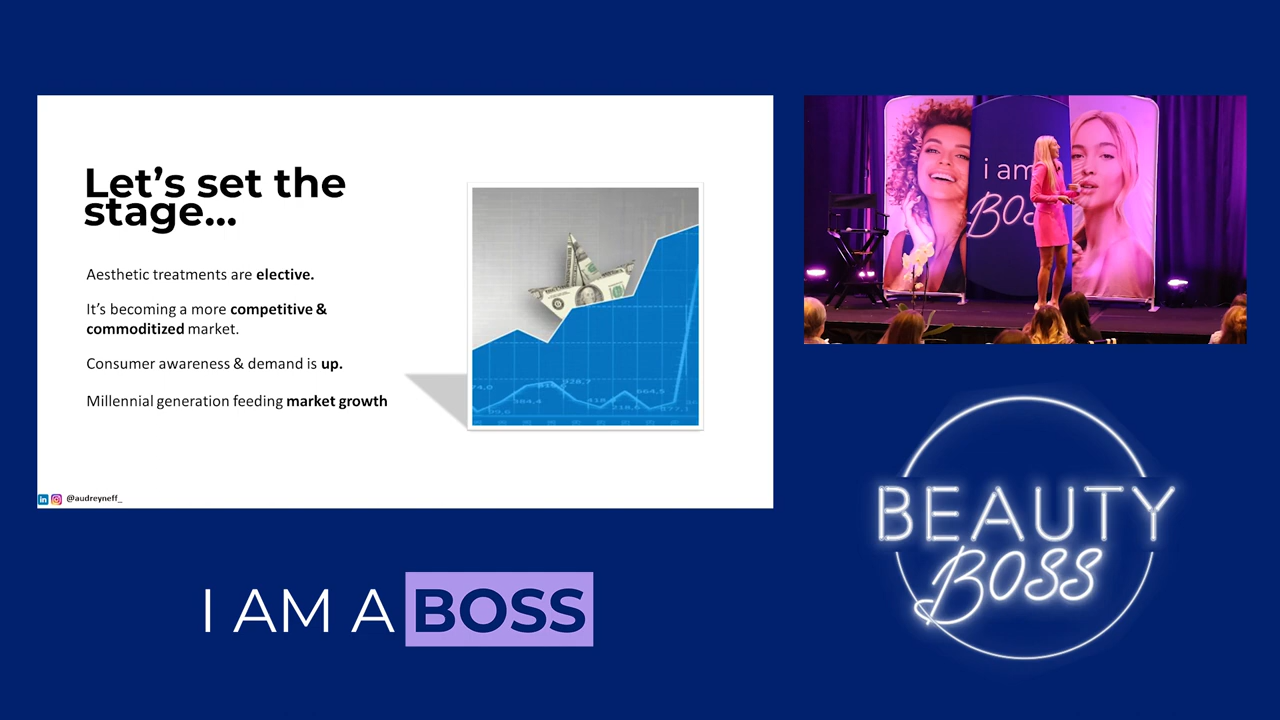 Let's set the
stage...
Aesthetic treatments are elective.
It's becoming a more competitive &
commoditized market.
Consumer awareness & demand is up.
Millennial generation feeding market growth
in
@audreyneff_
i am
BOSS
I AM A BOSS
BEAUTY
BOSS